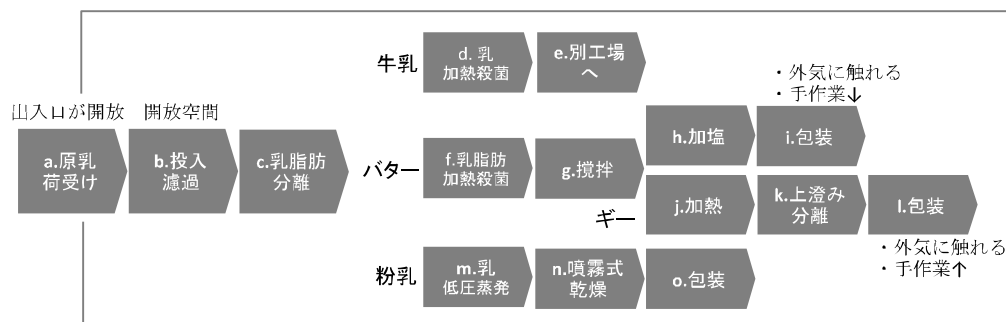 牛乳
d. 乳
加熱殺菌
e.別工場
へ
・外気に触れる
・手作業↓
出入口が開放
開放空間
a.原乳
荷受け
b.投入
濾過
c.乳脂肪
分離
バター
f.乳脂肪
加熱殺菌
g.撹拌
h.加塩
i.包装
ギー
j.加熱
k.上澄み
分離
l.包装
・外気に触れる
・手作業↑
粉乳
m.乳
低圧蒸発
n.噴霧式
乾燥
o.包装